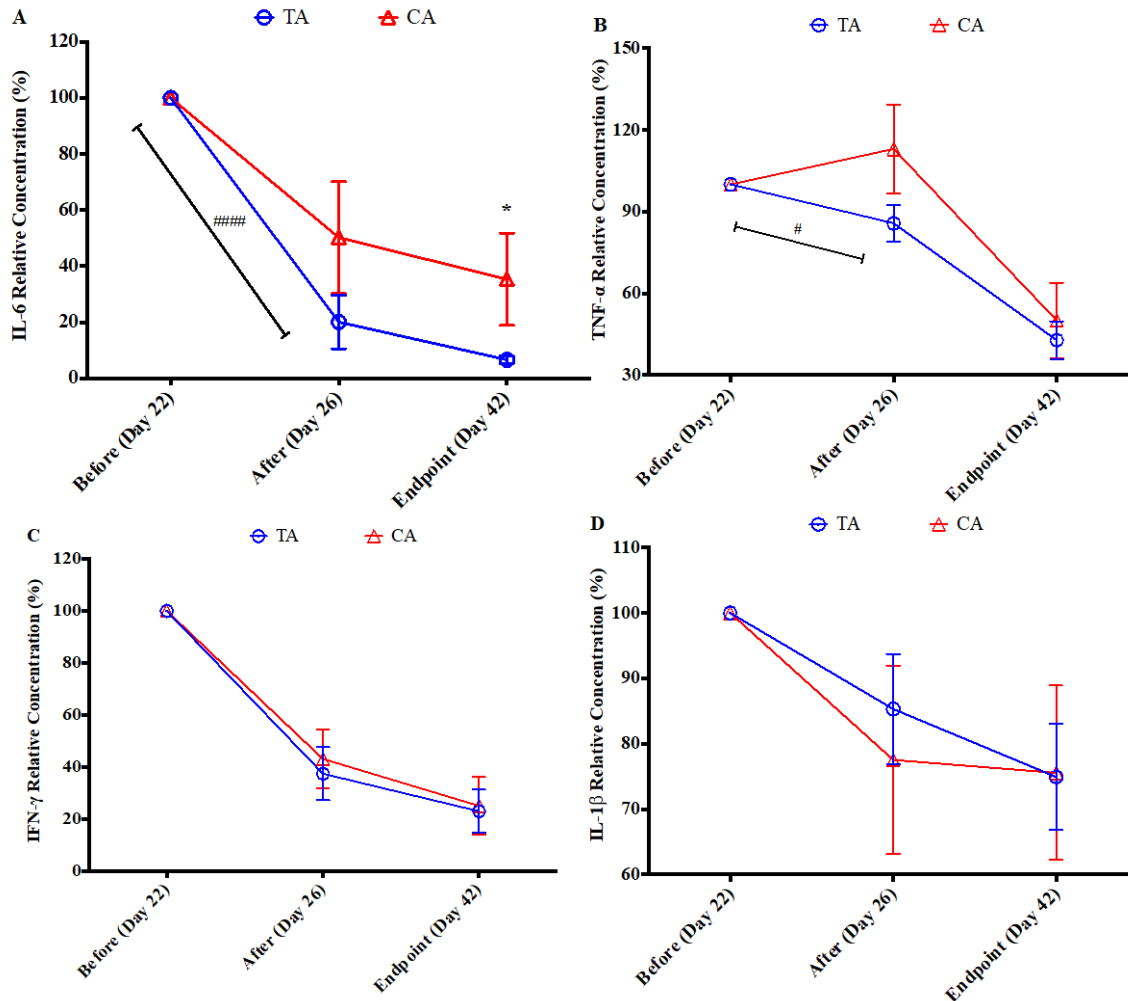 A
TA
CA
IL-6 Relative Concentration (%)
120
100
80
60
40
20
0
####
*
Before (Day 22)
After (Day 26)
Endpoint (Day 42)
B
TA
CA
TNF-α Relative Concentration (%)
150
120
90
60
30
#
Before (Day 22)
After (Day 26)
Endpoint (Day 42)
C
TA
CA
IFN-γ Relative Concentration (%)
120
100
80
60
40
20
0
Before (Day 22)
After (Day 26)
Endpoint (Day 42)
D
TA
CA
IL-1β Relative Concentration (%)
110
100
90
80
70
60
Before (Day 22)
After (Day 26)
Endpoint (Day 42)